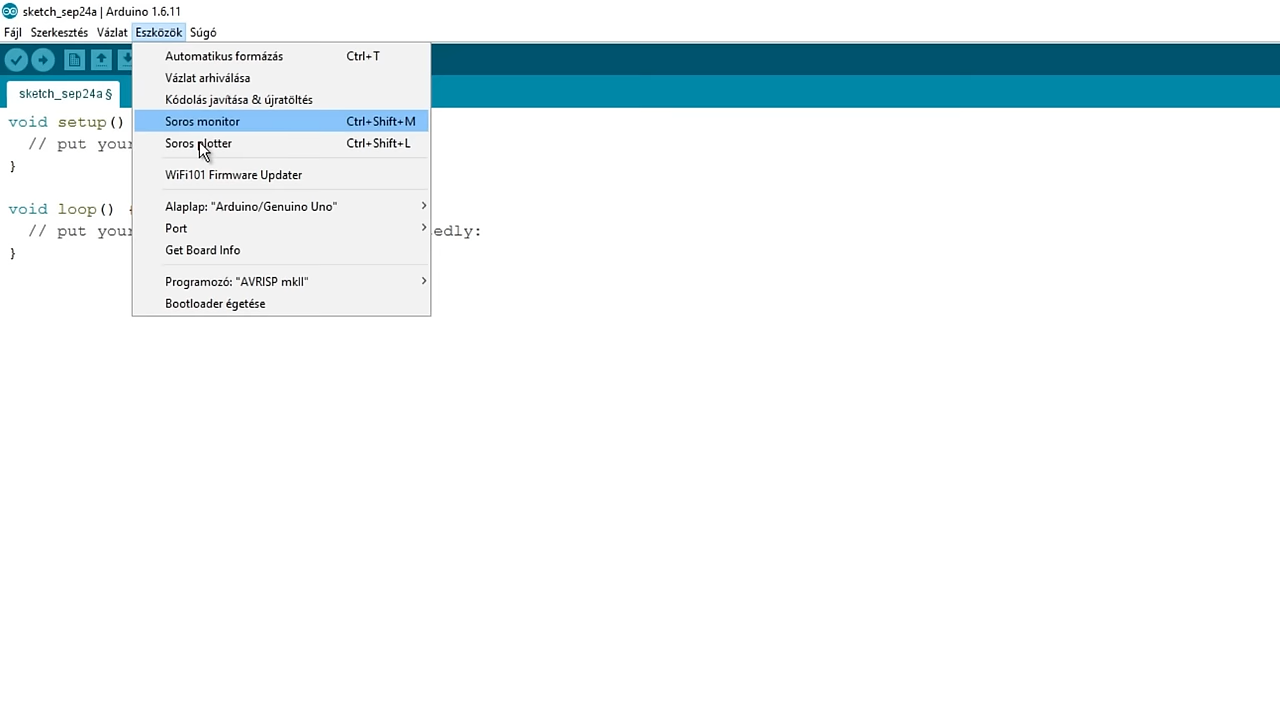 sketch_sep24a | Arduino 1.6.11
Fájl Szerkesztés Vázlat Eszközök Súgó
Automatikus formázás Ctrl+T
Vázlat arhiválása
sketch_sep24a §
Kódolás javítása & újratöltés
void setup()
Soros monitor Ctrl+Shift+M
// put your
Soros plotter Ctrl+Shift+L
}
WiFi101 Firmware Updater
void loop()
Alaplap: "Arduino/Genuino Uno"
// put your
Port
edly:
}
Get Board Info
Programozó: "AVRISP mkII"
Bootloader égetése